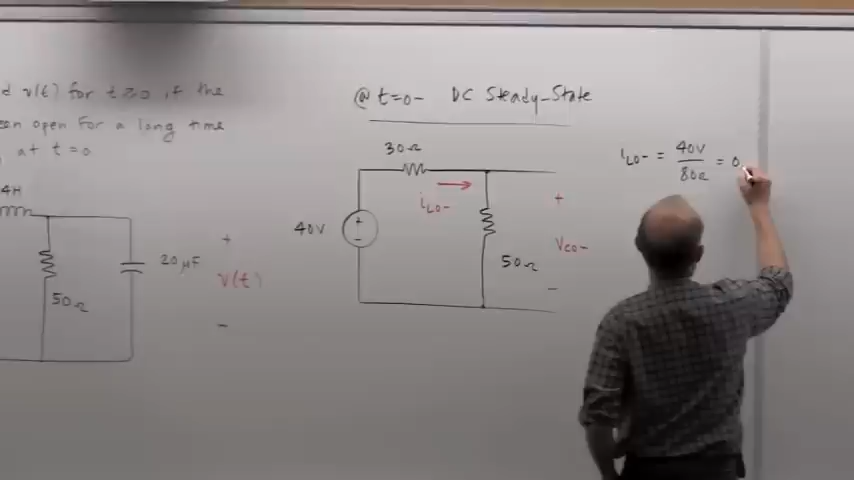 d v(t) for t≥0 if the
en open for a long time
at t=0
4H
50Ω
20μF
+
v(t)
−
@ t=0− DC Steady-State
30Ω
40V
+
−
iL0−
50Ω
+
Vc0−
−
iL0− = 40V / 80Ω = 0.